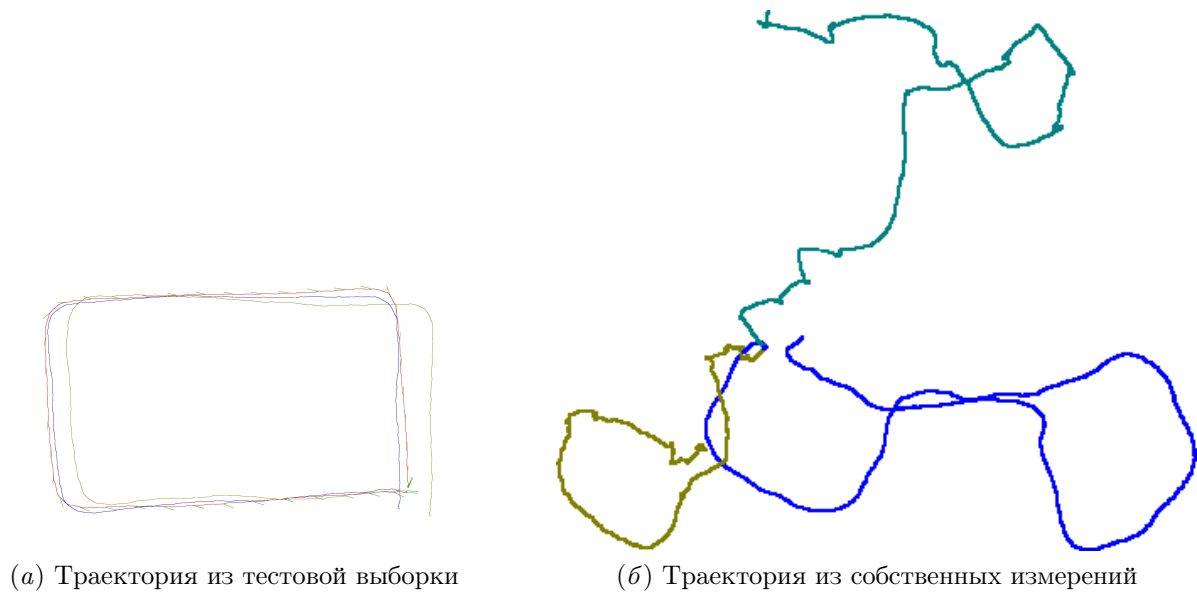 (а) Траектория из тестовой выборки
(б) Траектория из собственных измерений